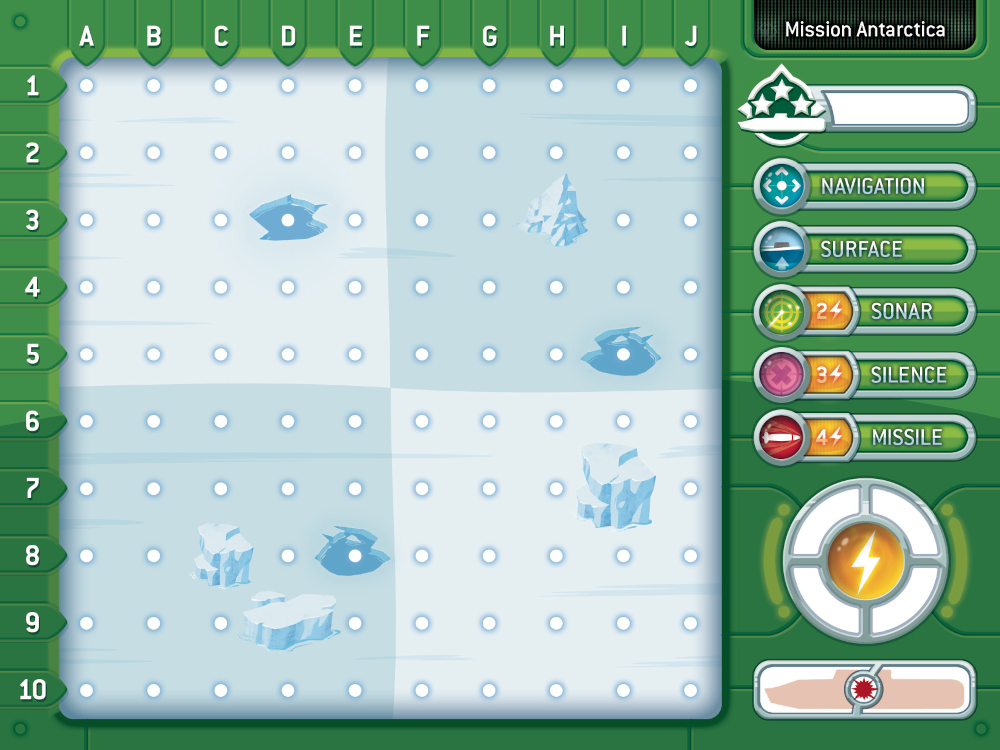 A B C D E F G H I J
Mission Antarctica
1
2
3
4
5
6
7
8
9
10
NAVIGATION
SURFACE
2 SONAR
3 SILENCE
4 MISSILE